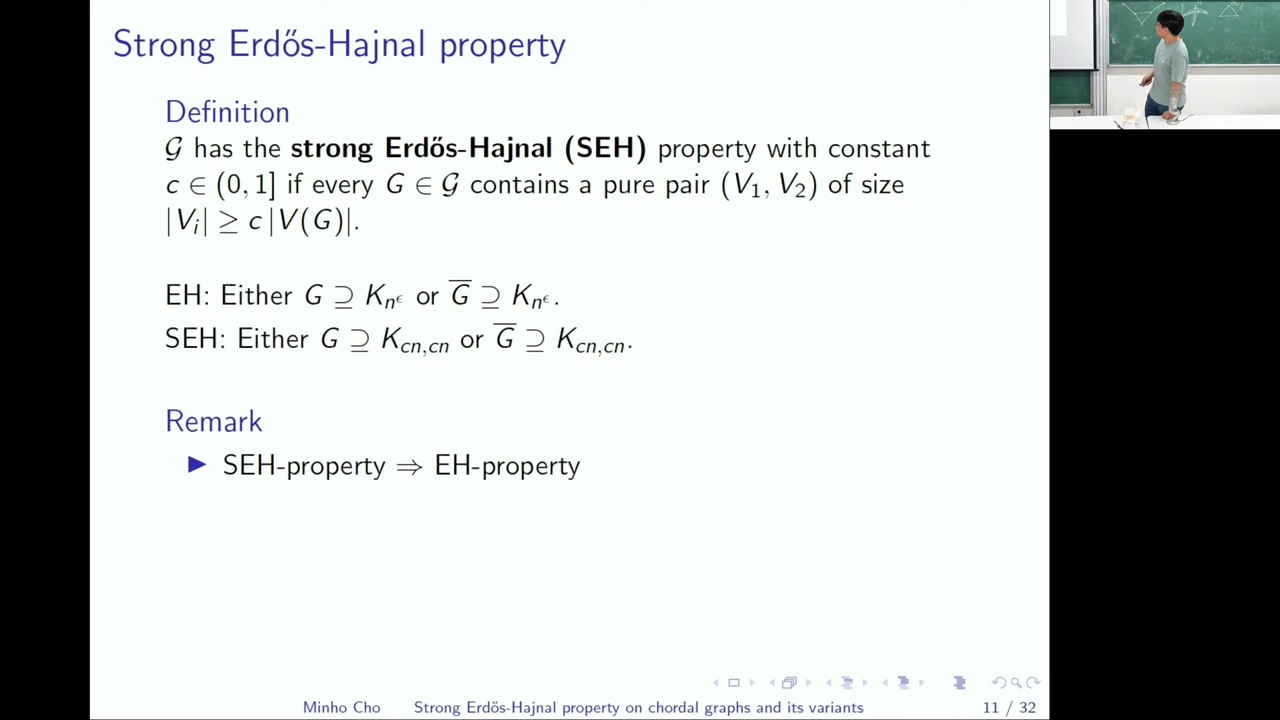 Strong Erdős-Hajnal property
Definition
𝒢 has the strong Erdős-Hajnal (SEH) property with constant
c ∈ (0, 1] if every G ∈ 𝒢 contains a pure pair (V₁, V₂) of size
|Vᵢ| ≥ c |V(G)|.
EH: Either G ⊇ K_{n^ϵ} or \overline{G} ⊇ K_{n^ϵ}.
SEH: Either G ⊇ K_{cn,cn} or \overline{G} ⊇ K_{cn,cn}.
Remark
▶ SEH-property ⇒ EH-property
Minho Cho Strong Erdős-Hajnal property on chordal graphs and its variants 11 / 32